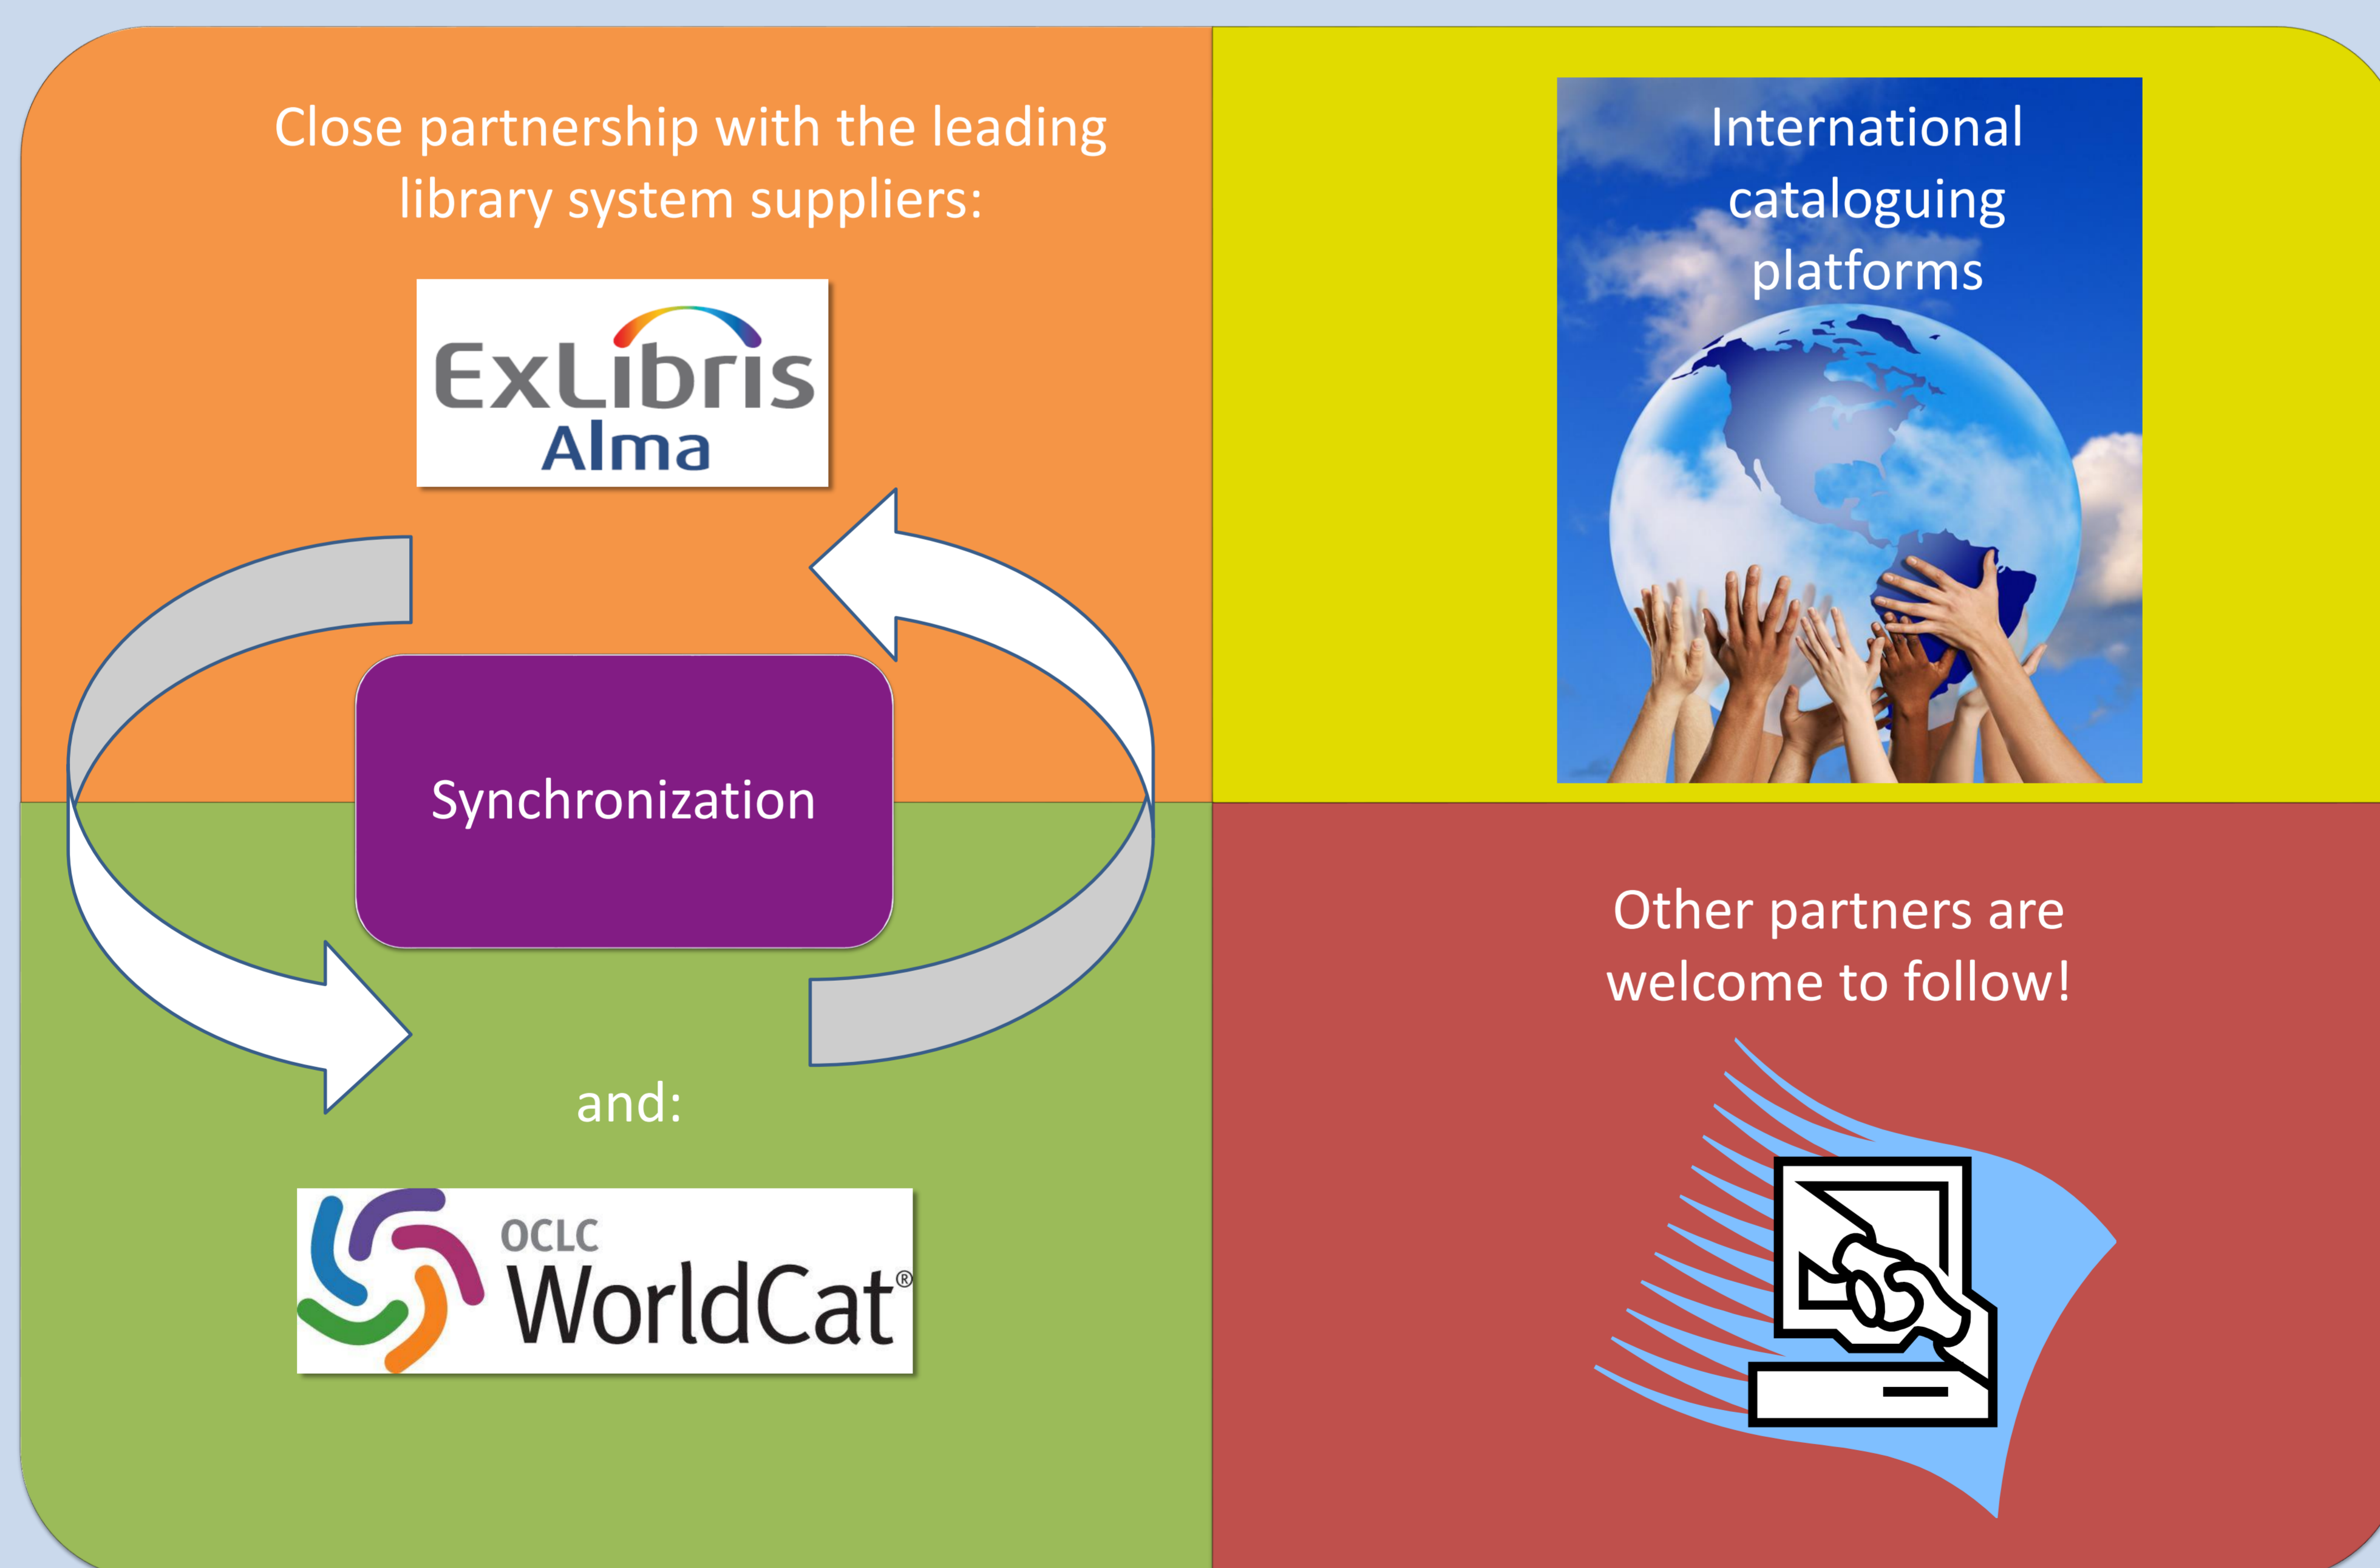 Close partnership with the leading
library system suppliers:
ExLibris
Alma
Synchronization
and:
OCLC
WorldCat®
International
cataloguing
platforms
Other partners are
welcome to follow!